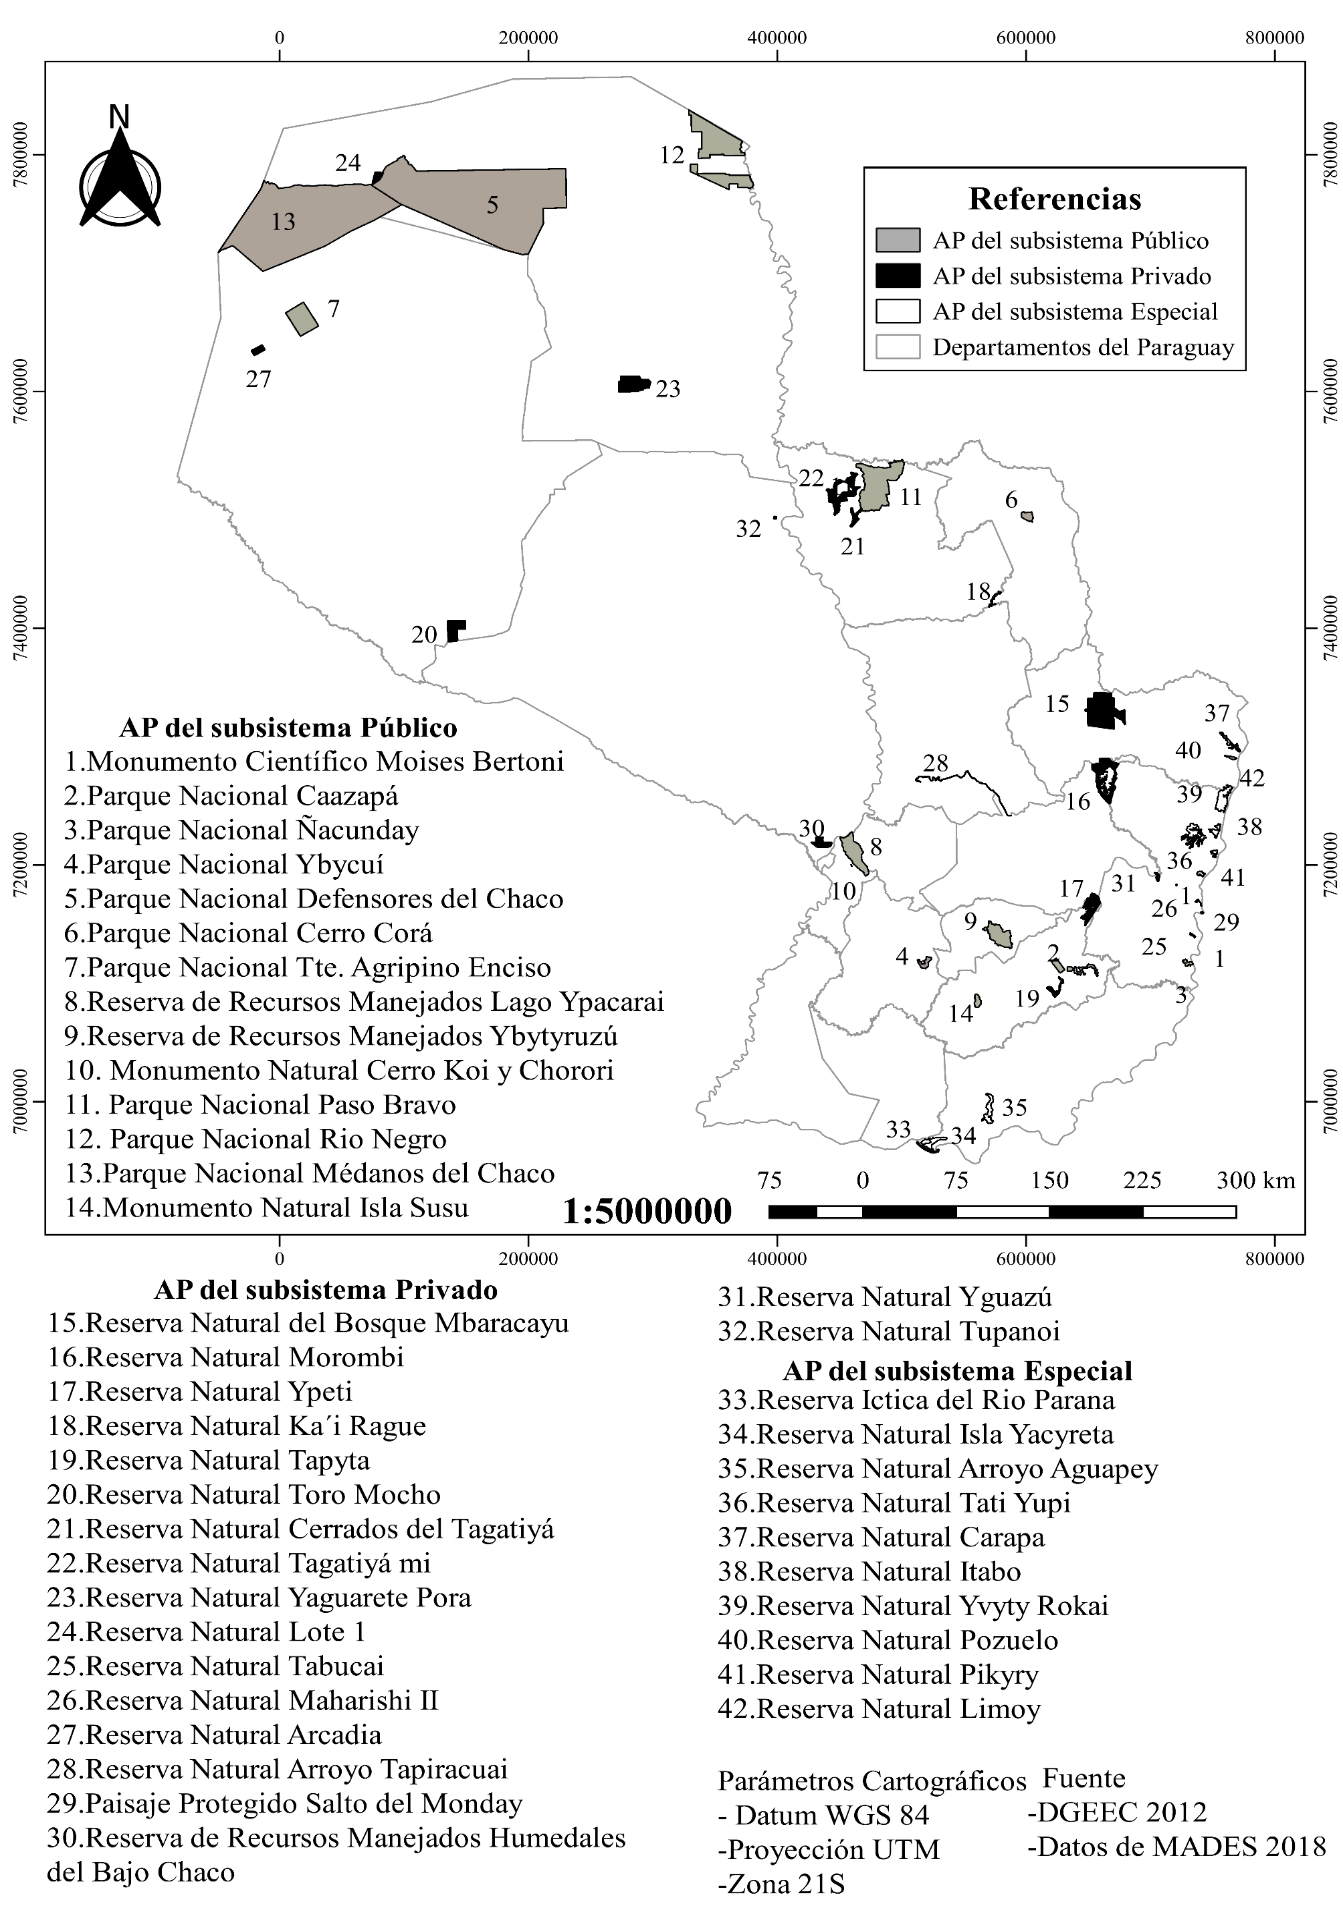 0 200000 400000 600000 800000
N
7800000 7800000
24
12
13
5
Referencias
AP del subsistema Público
AP del subsistema Privado
AP del subsistema Especial
Departamentos del Paraguay
7
27
23
7600000 7600000
22
11
6
32
21
18
20
7400000 7400000
15
37
40
28
42
16
39
30
8
38
36
7200000 7200000
10
17
31
41
1
26
29
9
4
2
25
1
19
3
14
35
33
34
7000000 7000000
AP del subsistema Público
1.Monumento Científico Moises Bertoni
2.Parque Nacional Caazapá
3.Parque Nacional Ñacunday
4.Parque Nacional Ybycuí
5.Parque Nacional Defensores del Chaco
6.Parque Nacional Cerro Corá
7.Parque Nacional Tte. Agripino Enciso
8.Reserva de Recursos Manejados Lago Ypacarai
9.Reserva de Recursos Manejados Ybytyruzú
10. Monumento Natural Cerro Koi y Chorori
11. Parque Nacional Paso Bravo
12. Parque Nacional Rio Negro
13.Parque Nacional Médanos del Chaco
14.Monumento Natural Isla Susu
1:5000000
75 0 75 150 225 300 km
0 200000 400000 600000 800000
AP del subsistema Privado
15.Reserva Natural del Bosque Mbaracayu
16.Reserva Natural Morombi
17.Reserva Natural Ypeti
18.Reserva Natural Ka´i Rague
19.Reserva Natural Tapyta
20.Reserva Natural Toro Mocho
21.Reserva Natural Cerrados del Tagatiyá
22.Reserva Natural Tagatiyá mi
23.Reserva Natural Yaguarete Pora
24.Reserva Natural Lote 1
25.Reserva Natural Tabucai
26.Reserva Natural Maharishi II
27.Reserva Natural Arcadia
28.Reserva Natural Arroyo Tapiracuai
29.Paisaje Protegido Salto del Monday
30.Reserva de Recursos Manejados Humedales
del Bajo Chaco
31.Reserva Natural Yguazú
32.Reserva Natural Tupanoi
AP del subsistema Especial
33.Reserva Ictica del Rio Parana
34.Reserva Natural Isla Yacyreta
35.Reserva Natural Arroyo Aguapey
36.Reserva Natural Tati Yupi
37.Reserva Natural Carapa
38.Reserva Natural Itabo
39.Reserva Natural Yvyty Rokai
40.Reserva Natural Pozuelo
41.Reserva Natural Pikyry
42.Reserva Natural Limoy
Parámetros Cartográficos
- Datum WGS 84
-Proyección UTM
-Zona 21S
Fuente
-DGEEC 2012
-Datos de MADES 2018